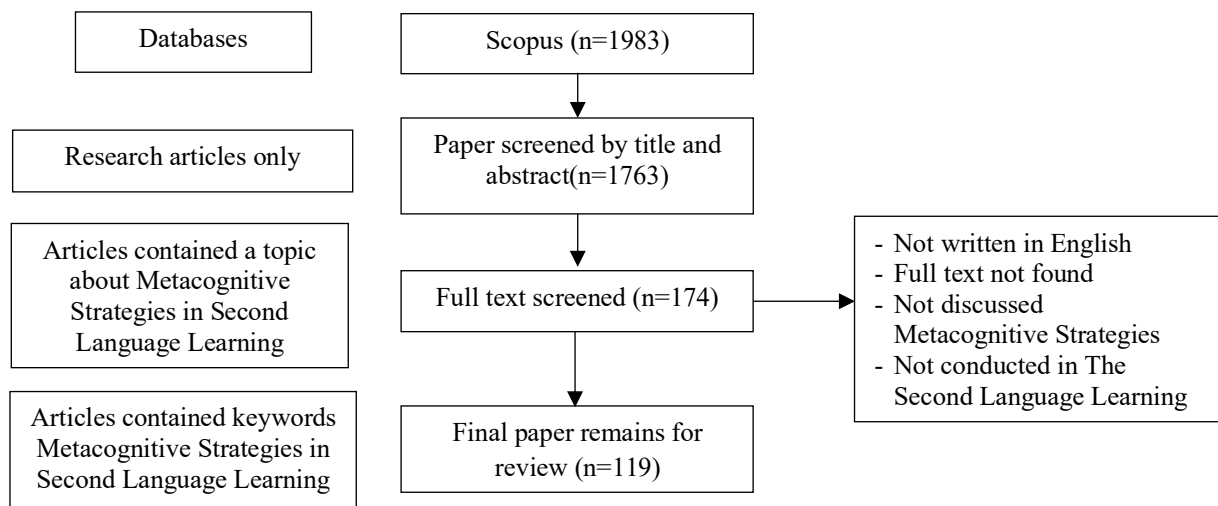 Databases
Scopus (n=1983)
Research articles only
Paper screened by title and
abstract(n=1763)
Articles contained a topic
about Metacognitive
Strategies in Second
Language Learning
Full text screened (n=174)
- Not written in English
- Full text not found
- Not discussed
Metacognitive Strategies
- Not conducted in The
Second Language Learning
Articles contained keywords
Metacognitive Strategies in
Second Language Learning
Final paper remains for
review (n=119)